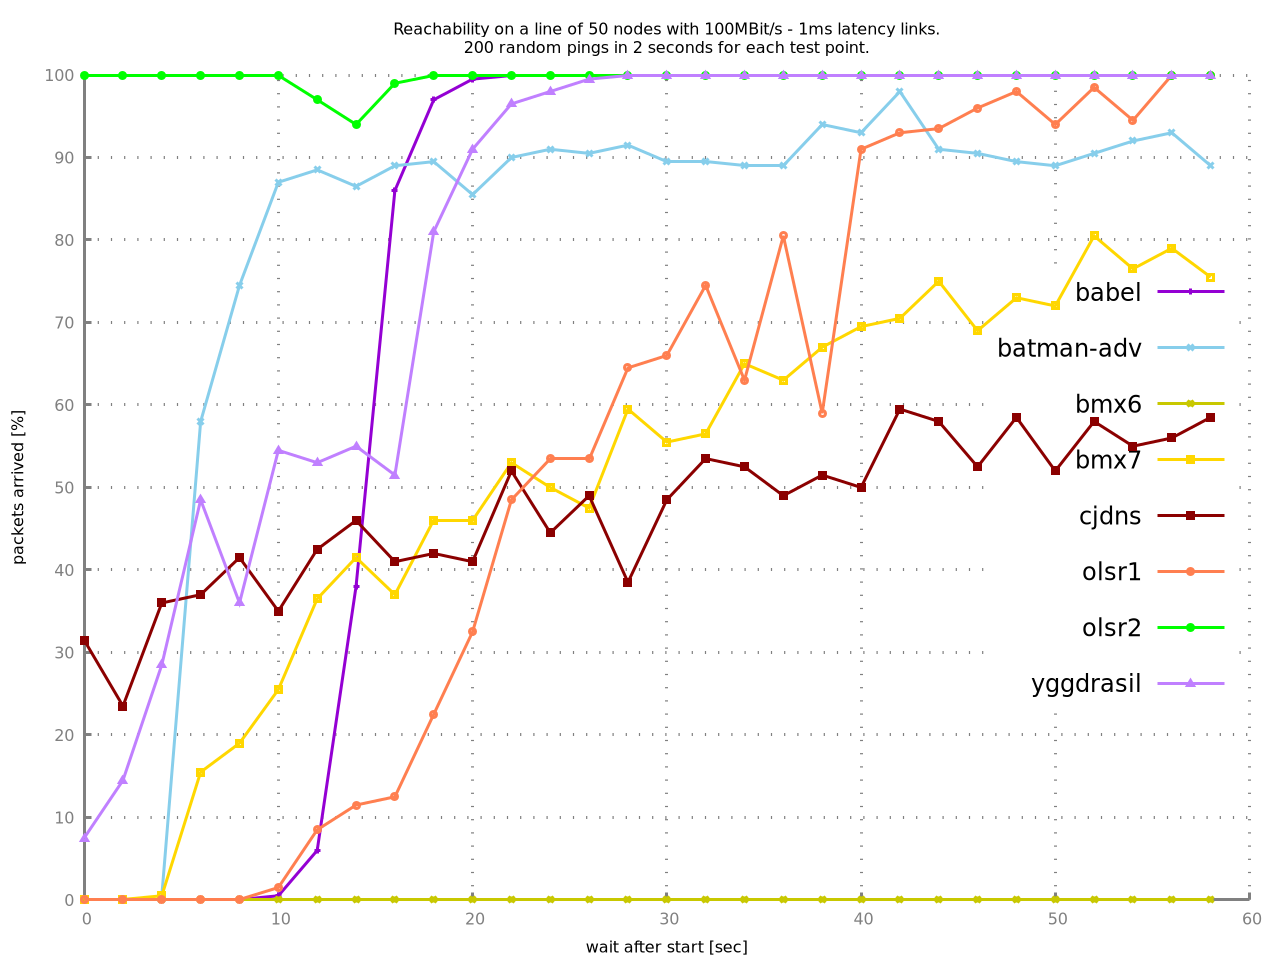 Reachability on a line of 50 nodes with 100MBit/s - 1ms latency links.
200 random pings in 2 seconds for each test point.
100
90
80
70
60
50
40
30
20
10
0
packets arrived [%]
babel
batman-adv
bmx6
bmx7
cjdns
olsr1
olsr2
yggdrasil
0 10 20 30 40 50 60
wait after start [sec]